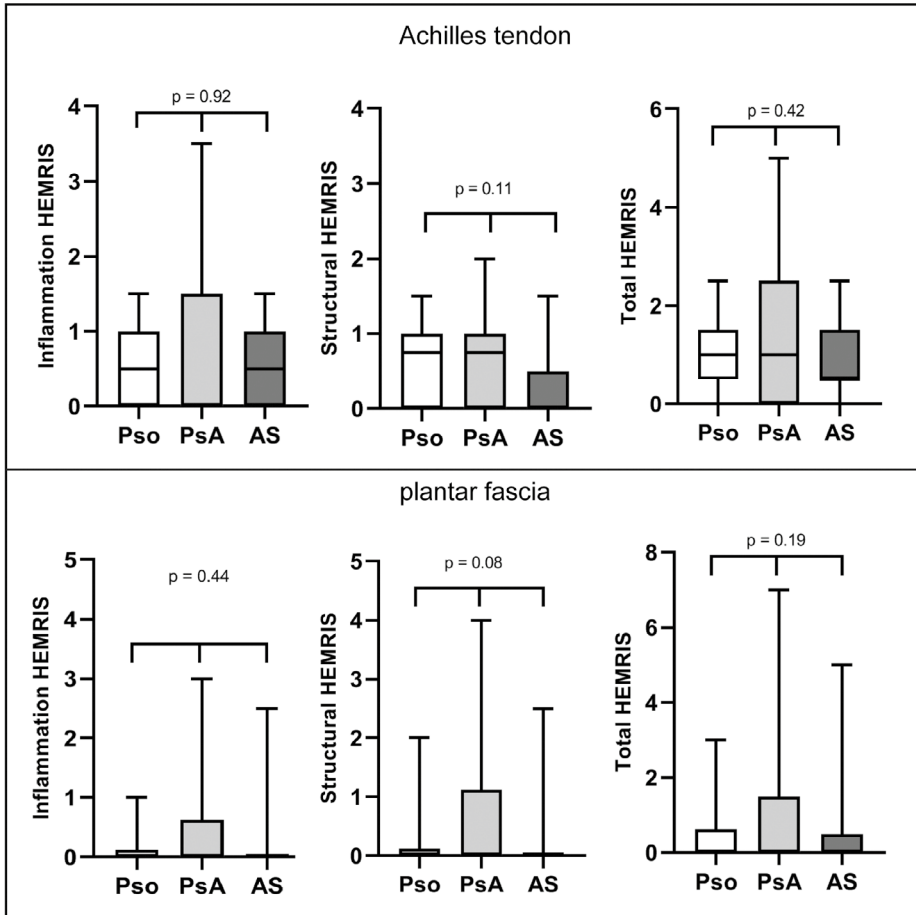 Achilles tendon
Inflammation HEMRIS
4
3
2
1
0
p = 0.92
Pso PsA AS
Structural HEMRIS
4
3
2
1
0
p = 0.11
Pso PsA AS
Total HEMRIS
6
4
2
0
p = 0.42
Pso PsA AS
plantar fascia
Inflammation HEMRIS
5
4
3
2
1
0
p = 0.44
Pso PsA AS
Structural HEMRIS
5
4
3
2
1
0
p = 0.08
Pso PsA AS
Total HEMRIS
8
6
4
2
0
p = 0.19
Pso PsA AS